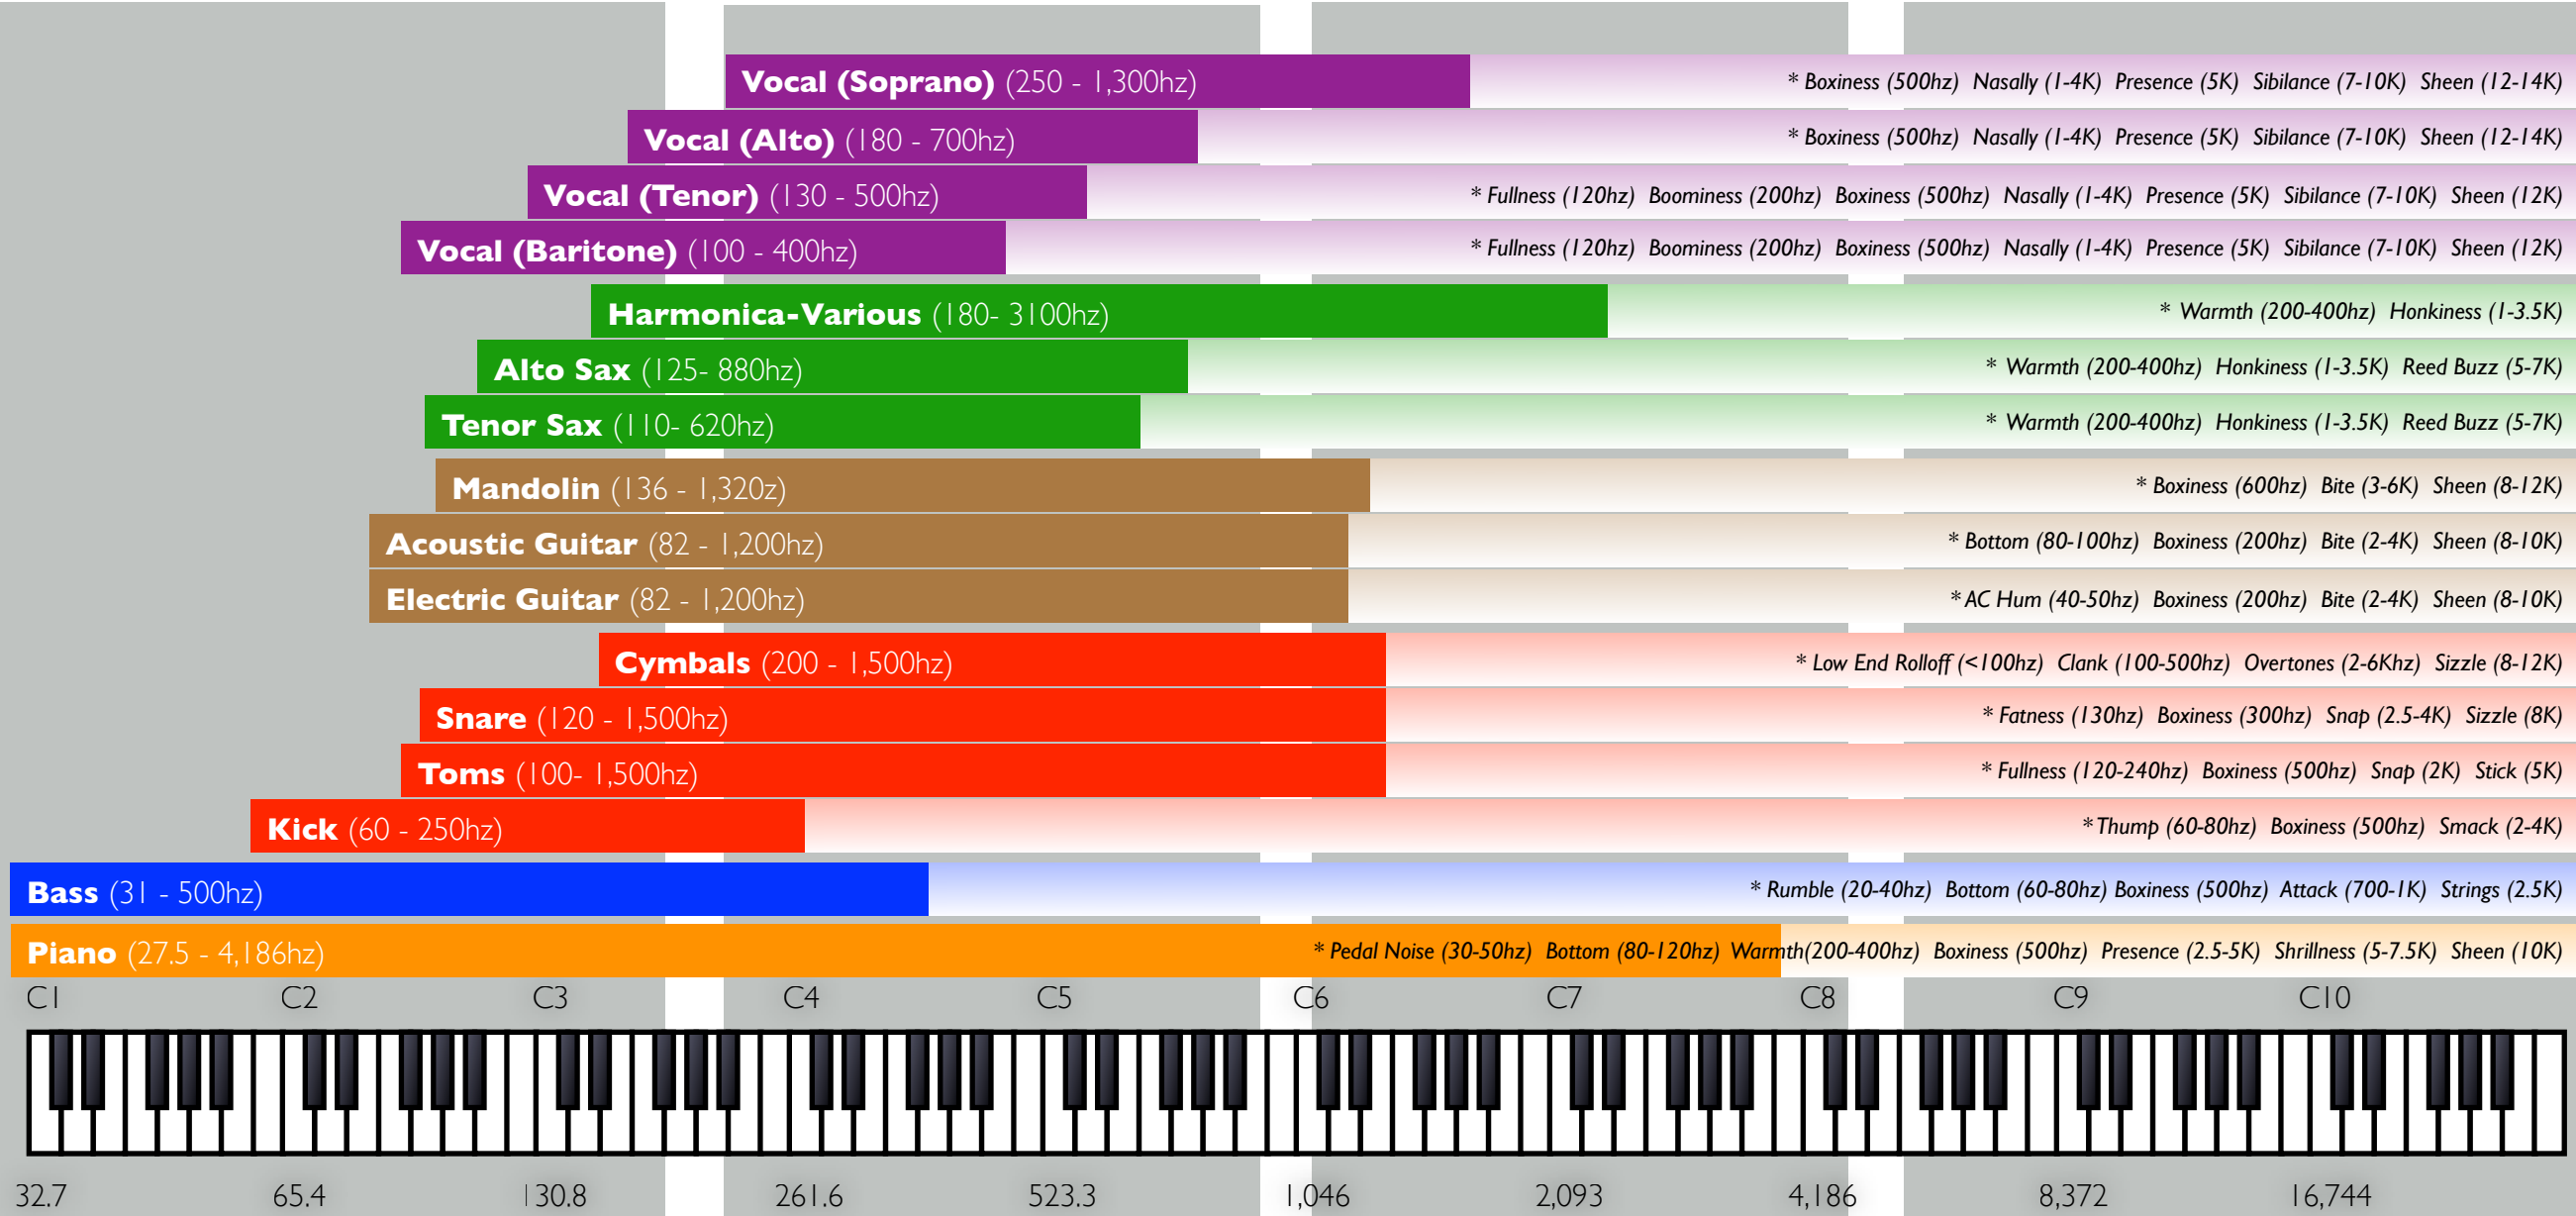 Vocal (Soprano) (250 - 1,300hz) * Boxiness (500hz) Nasally (1-4K) Presence (5K) Sibilance (7-10K) Sheen (12-14K)
Vocal (Alto) (180 - 700hz) * Boxiness (500hz) Nasally (1-4K) Presence (5K) Sibilance (7-10K) Sheen (12-14K)
Vocal (Tenor) (130 - 500hz) * Fullness (120hz) Boominess (200hz) Boxiness (500hz) Nasally (1-4K) Presence (5K) Sibilance (7-10K) Sheen (12K)
Vocal (Baritone) (100 - 400hz) * Fullness (120hz) Boominess (200hz) Boxiness (500hz) Nasally (1-4K) Presence (5K) Sibilance (7-10K) Sheen (12K)
Harmonica-Various (180- 3100hz) * Warmth (200-400hz) Honkiness (1-3.5K)
Alto Sax (125- 880hz) * Warmth (200-400hz) Honkiness (1-3.5K) Reed Buzz (5-7K)
Tenor Sax (110- 620hz) * Warmth (200-400hz) Honkiness (1-3.5K) Reed Buzz (5-7K)
Mandolin (136 - 1,320z) * Boxiness (600hz) Bite (3-6K) Sheen (8-12K)
Acoustic Guitar (82 - 1,200hz) * Bottom (80-100hz) Boxiness (200hz) Bite (2-4K) Sheen (8-10K)
Electric Guitar (82 - 1,200hz) * AC Hum (40-50hz) Boxiness (200hz) Bite (2-4K) Sheen (8-10K)
Cymbals (200 - 1,500hz) * Low End Rolloff (<100hz) Clank (100-500hz) Overtones (2-6Khz) Sizzle (8-12K)
Snare (120 - 1,500hz) * Fatness (130hz) Boxiness (300hz) Snap (2.5-4K) Sizzle (8K)
Toms (100- 1,500hz) * Fullness (120-240hz) Boxiness (500hz) Snap (2K) Stick (5K)
Kick (60 - 250hz) * Thump (60-80hz) Boxiness (500hz) Smack (2-4K)
Bass (31 - 500hz) * Rumble (20-40hz) Bottom (60-80hz) Boxiness (500hz) Attack (700-1K) Strings (2.5K)
Piano (27.5 - 4,186hz) * Pedal Noise (30-50hz) Bottom (80-120hz) Warmth(200-400hz) Boxiness (500hz) Presence (2.5-5K) Shrillness (5-7.5K) Sheen (10K)
C1 C2 C3 C4 C5 C6 C7 C8 C9 C10
32.7 65.4 130.8 261.6 523.3 1,046 2,093 4,186 8,372 16,744